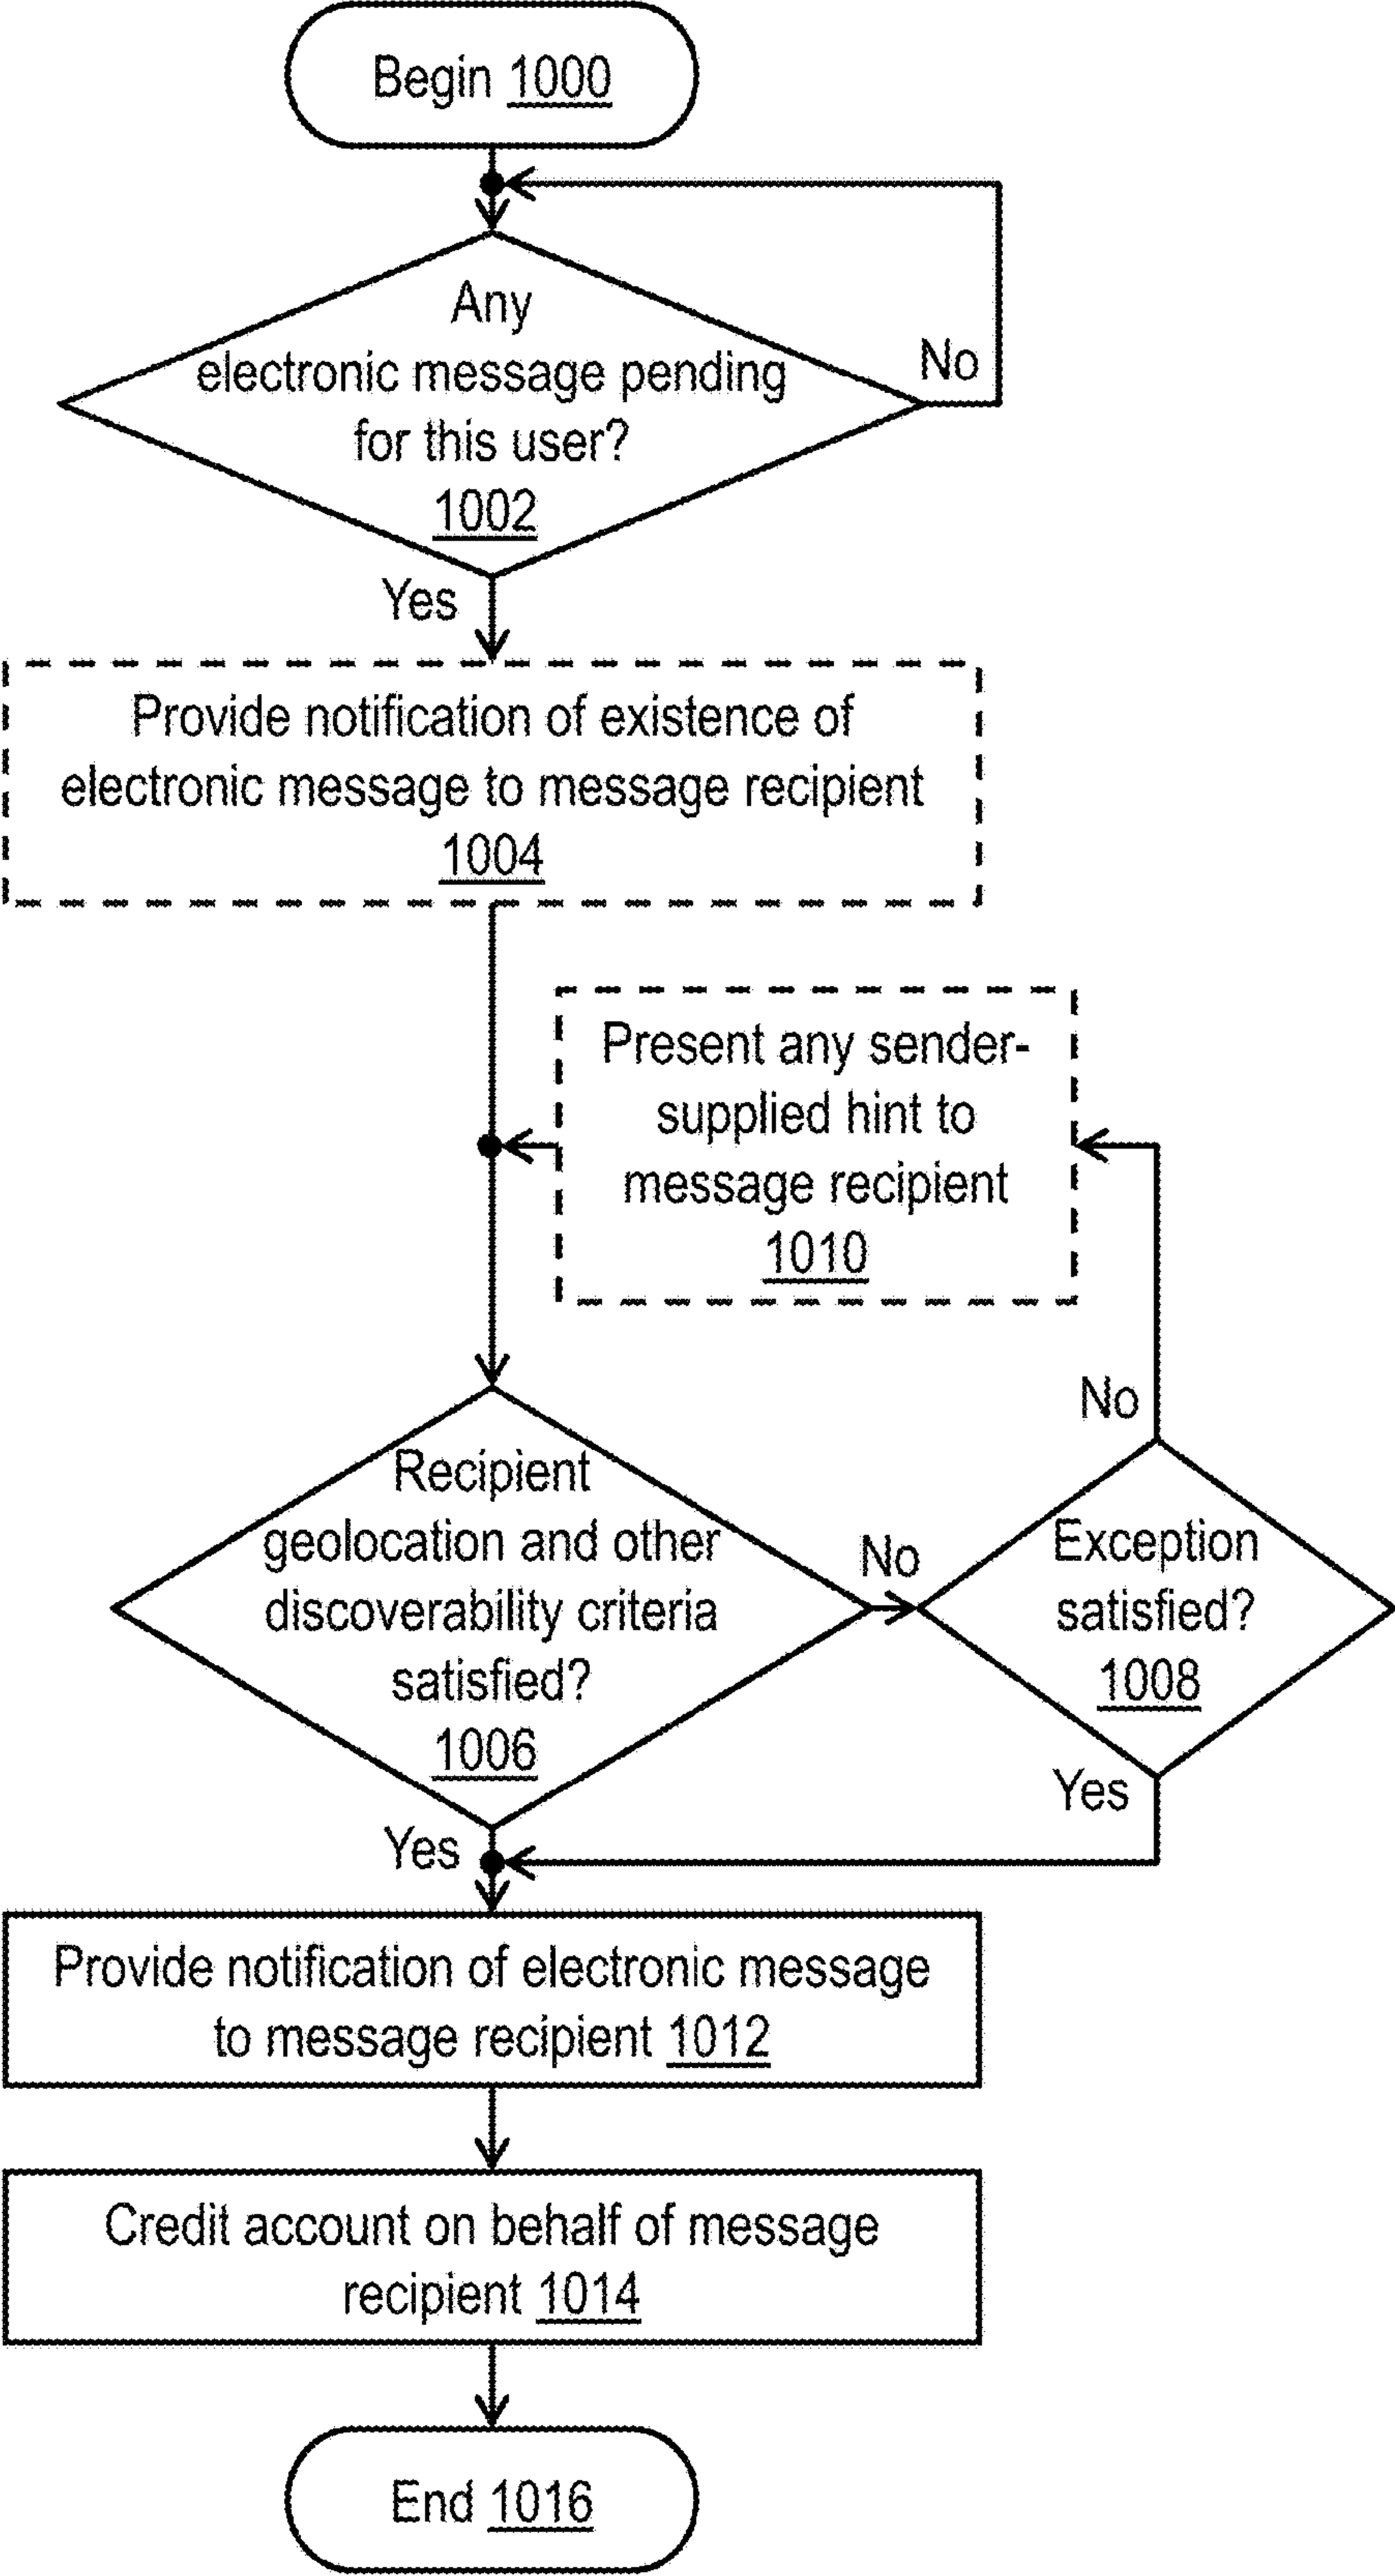 Begin 1000
Any
electronic message pending
for this user?
1002
No
Yes
Provide notification of existence of
electronic message to message recipient
1004
Present any sender-
supplied hint to
message recipient
1010
No
Recipient
geolocation and other
discoverability criteria
satisfied?
1006
No
Exception
satisfied?
1008
Yes
Yes
Provide notification of electronic message
to message recipient 1012
Credit account on behalf of message
recipient 1014
End 1016